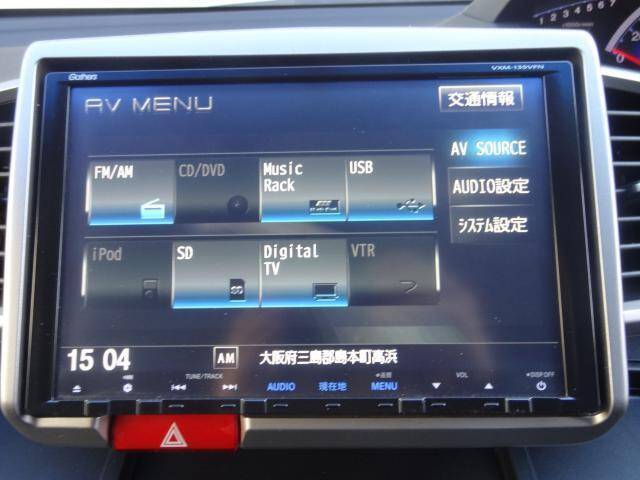 Gathers
VXM-155VFN
AV MENU
交通情報
FM/AM
CD/DVD
Music Rack
USB
AV SOURCE
AUDIO設定
iPod
SD
Digital TV
VTR
システム設定
15 04
AM
大阪府三島郡島本町高浜
TUNE/TRACK
AUDIO
現在地
MENU
VOL
DISP.OFF